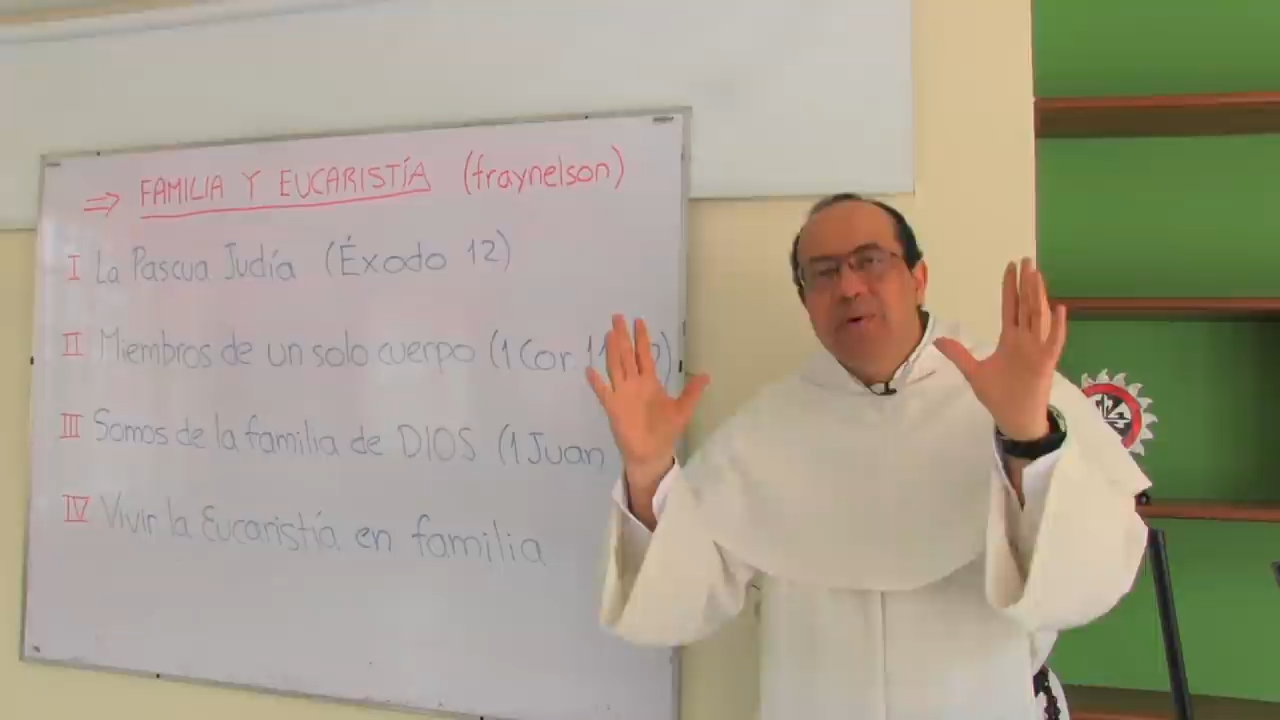 ⇒ FAMILIA Y EUCARISTÍA (fraynelson)
I La Pascua Judía (Éxodo 12)
II Miembros de un solo cuerpo (1 Cor
III Somos de la familia de DIOS (1 Juan
IV Vivir la Eucaristía en familia